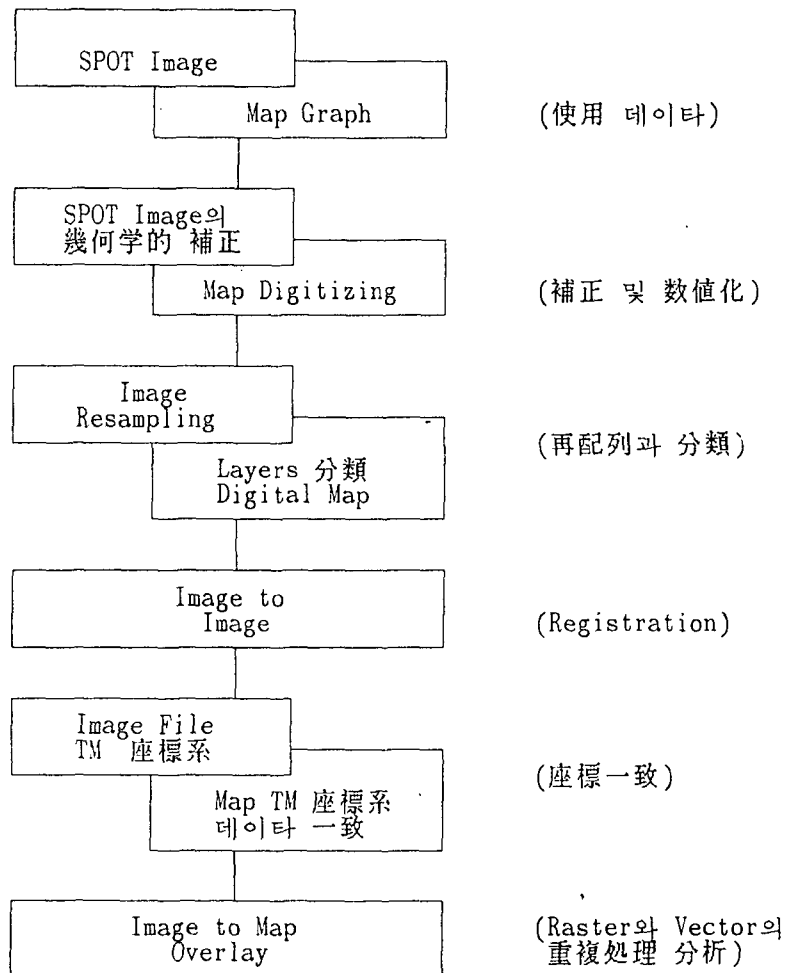 SPOT Image
Map Graph
(使用 데이타)
SPOT Image의
幾何学的 補正
Map Digitizing
(補正 및 数値化)
Image
Resampling
(再配列과 分類)
Layers 分類
Digital Map
Image to
Image
(Registration)
Image File
TM 座標系
(座標一致)
Map TM 座標系
데이타 一致
Image to Map
Overlay
(Raster와 Vector의
重複処理 分析)